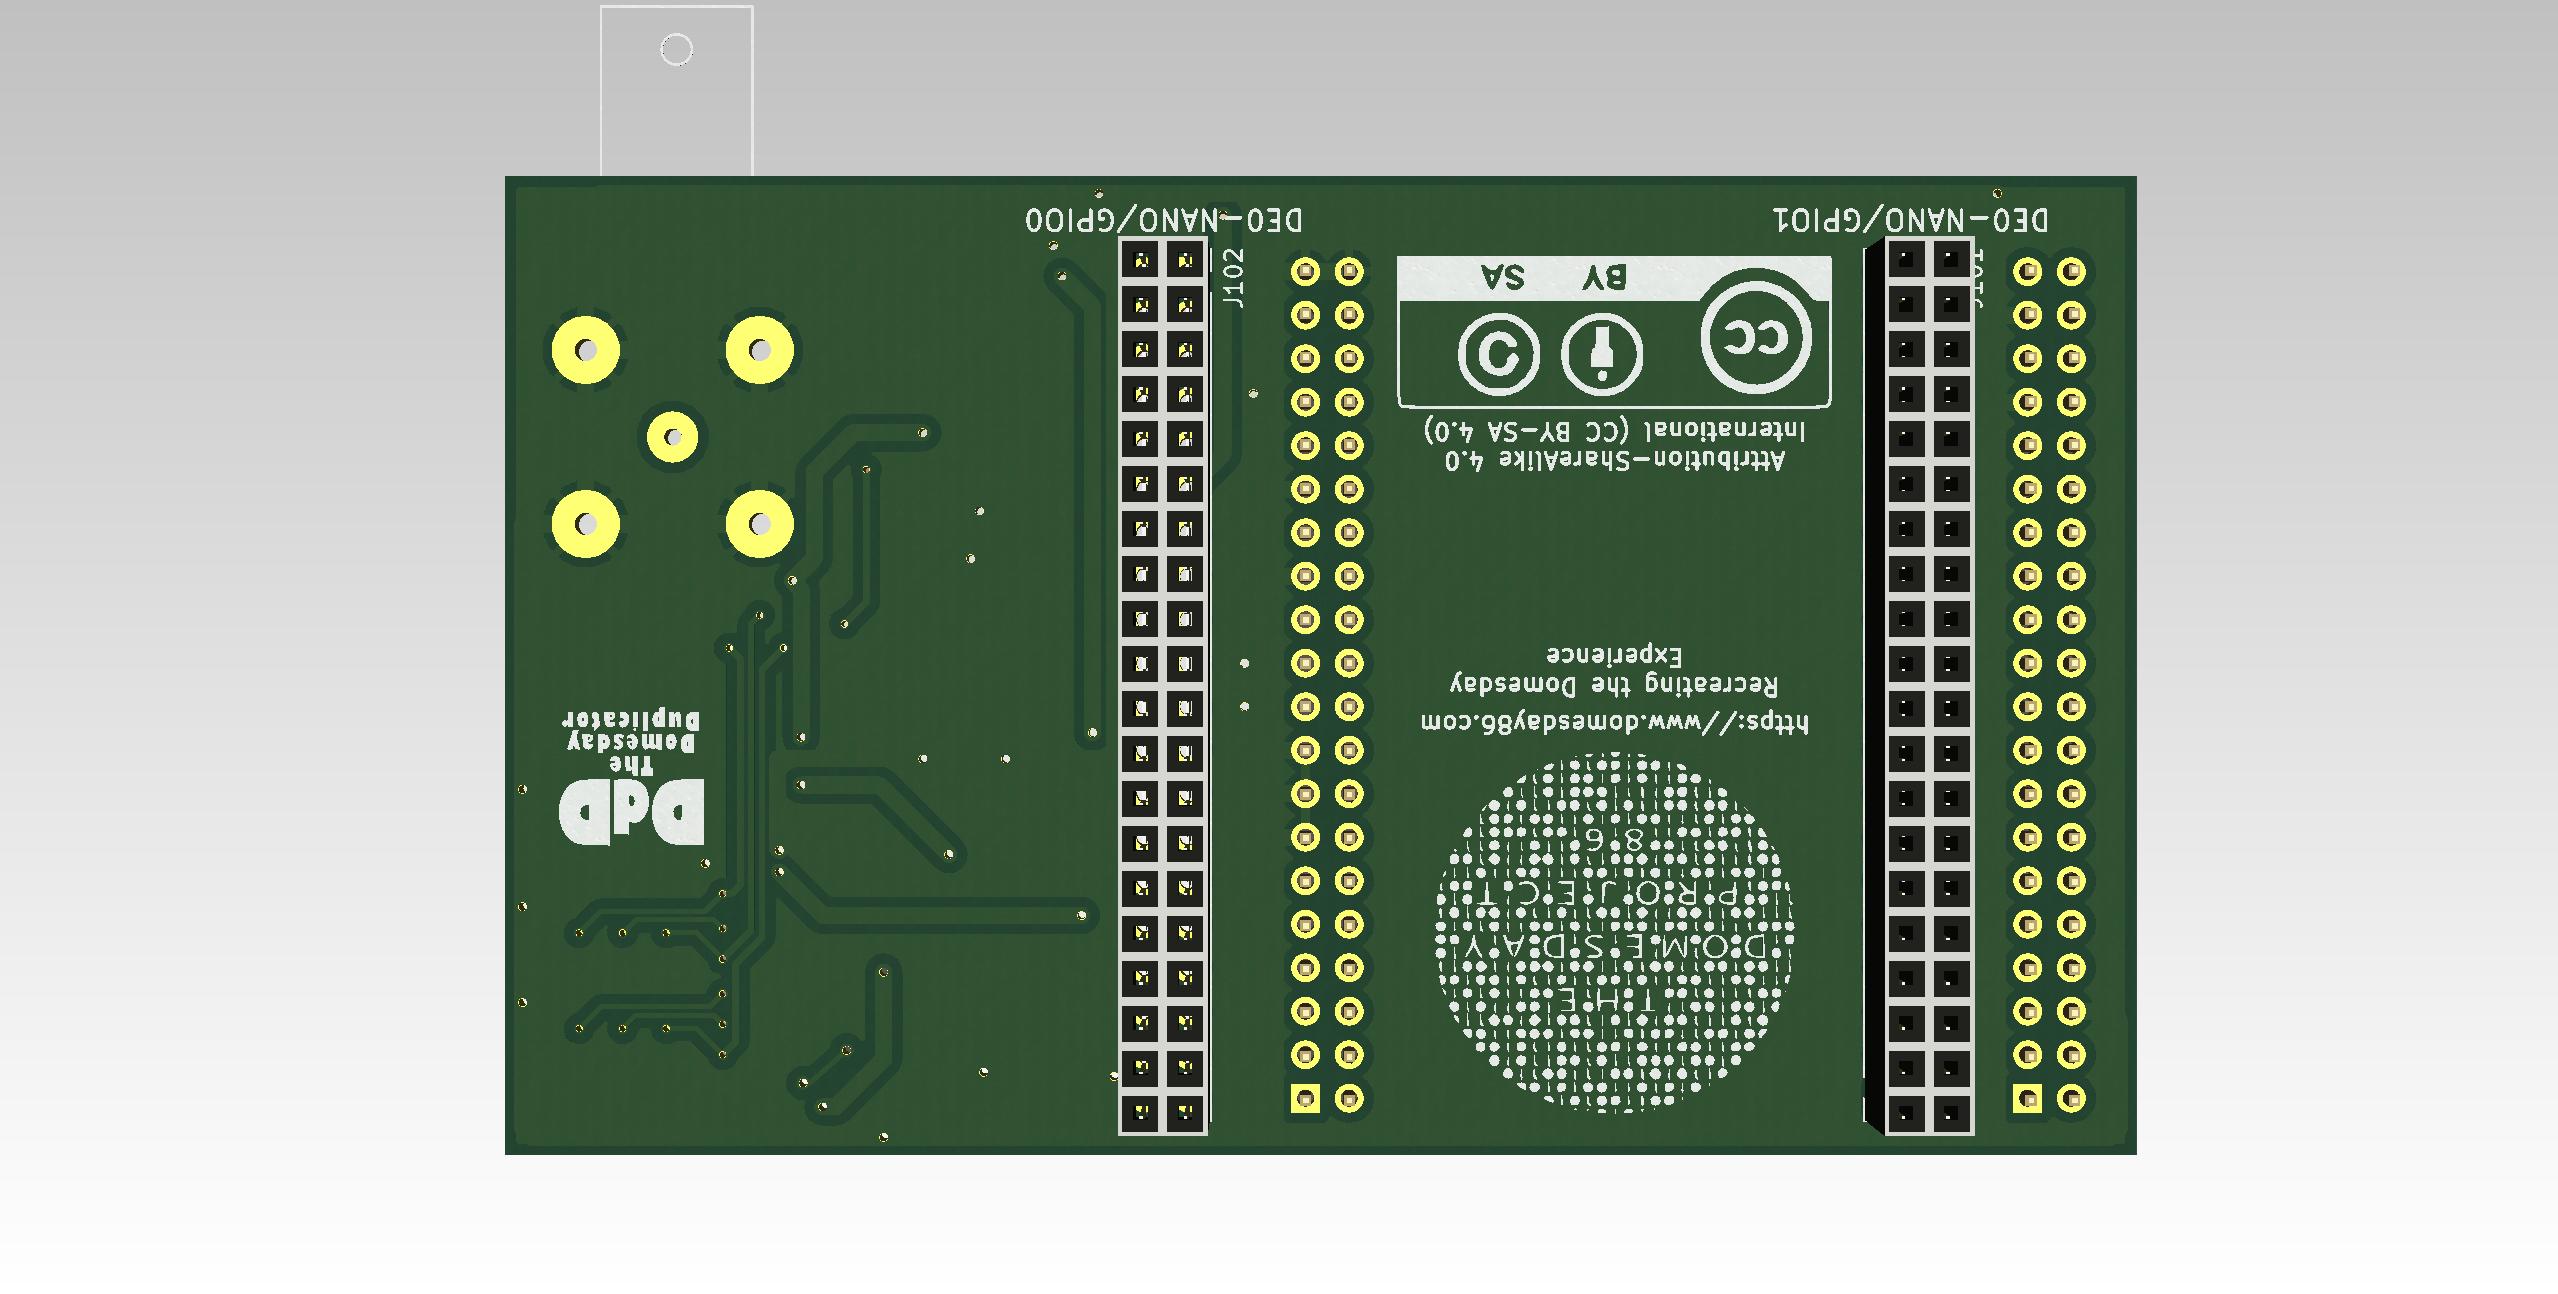 THE
DOMESDAY
PROJECT
86
https://www.domesday86.com
Recreating the Domesday
Experience
Attribution-ShareAlike 4.0
International (CC BY-SA 4.0)
cc
BY SA
DE0-NANO/GPIO1
DdD
The
Domesday
Duplicator
J102
DE0-NANO/GPIO0